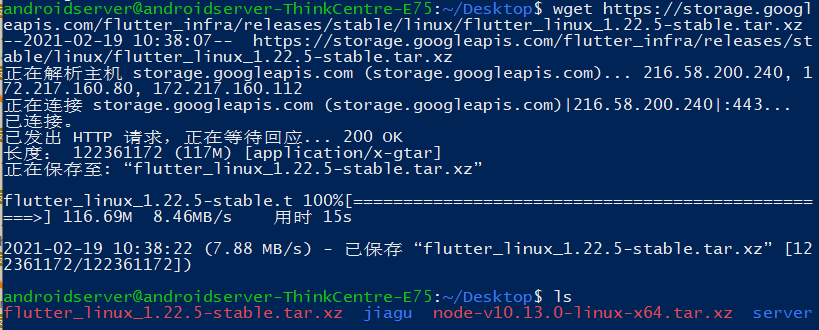 androidserver@androidserver-ThinkCentre-E75:~/Desktop$ wget https://storage.googl
eapis.com/flutter_infra/releases/stable/linux/flutter_linux_1.22.5-stable.tar.xz
--2021-02-19 10:38:07--  https://storage.googleapis.com/flutter_infra/releases/st
able/linux/flutter_linux_1.22.5-stable.tar.xz
正在解析主机 storage.googleapis.com (storage.googleapis.com)... 216.58.200.240, 1
72.217.160.80, 172.217.160.112
正在连接 storage.googleapis.com (storage.googleapis.com)|216.58.200.240|:443...
已连接。
已发出 HTTP 请求，正在等待回应... 200 OK
长度： 122361172 (117M) [application/x-gtar]
正在保存至: “flutter_linux_1.22.5-stable.tar.xz”
flutter_linux_1.22.5-stable.t 100%[==============================================
===>] 116.69M  8.46MB/s    用时 15s
2021-02-19 10:38:22 (7.88 MB/s) - 已保存 “flutter_linux_1.22.5-stable.tar.xz” [12
2361172/122361172])
androidserver@androidserver-ThinkCentre-E75:~/Desktop$ ls
flutter_linux_1.22.5-stable.tar.xz  jiagu  node-v10.13.0-linux-x64.tar.xz  server